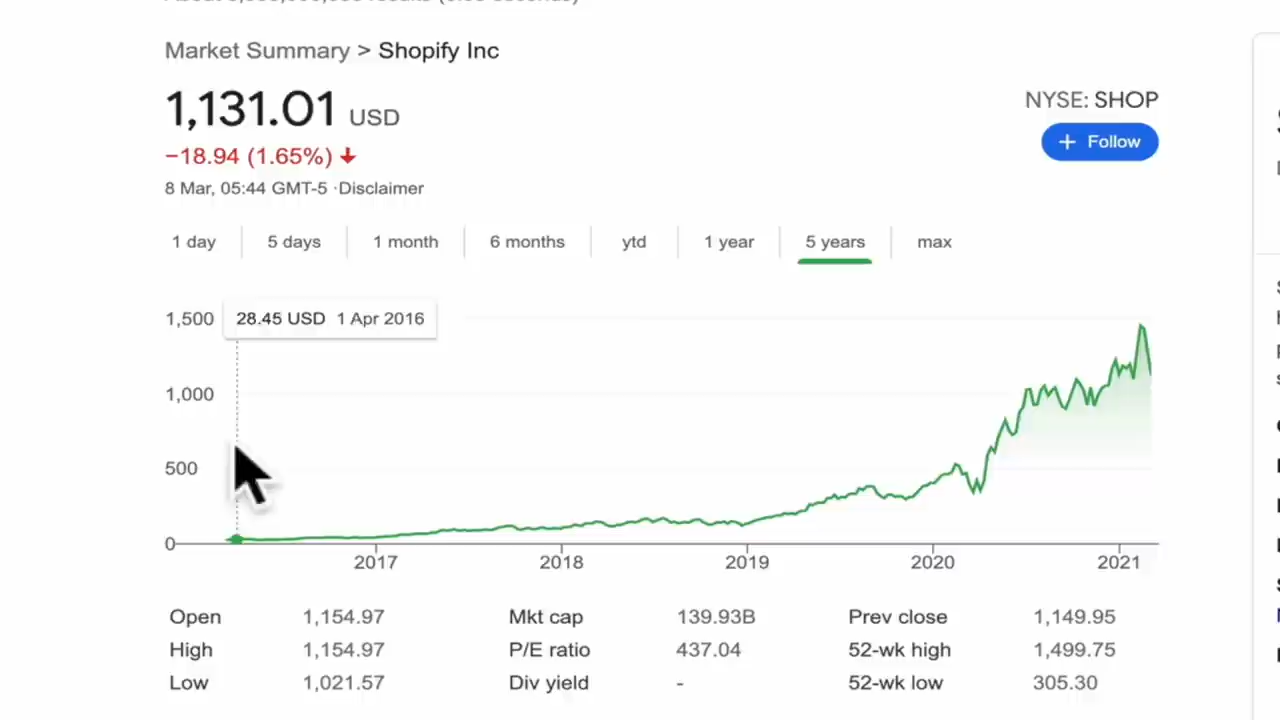 Market Summary > Shopify Inc
1,131.01 USD
−18.94 (1.65%)
8 Mar, 05:44 GMT-5 ·Disclaimer
NYSE: SHOP
+ Follow
1 day 5 days 1 month 6 months ytd 1 year 5 years max
28.45 USD 1 Apr 2016
1,500
1,000
500
0
2017 2018 2019 2020 2021
Open 1,154.97 Mkt cap 139.93B Prev close 1,149.95
High 1,154.97 P/E ratio 437.04 52-wk high 1,499.75
Low 1,021.57 Div yield - 52-wk low 305.30